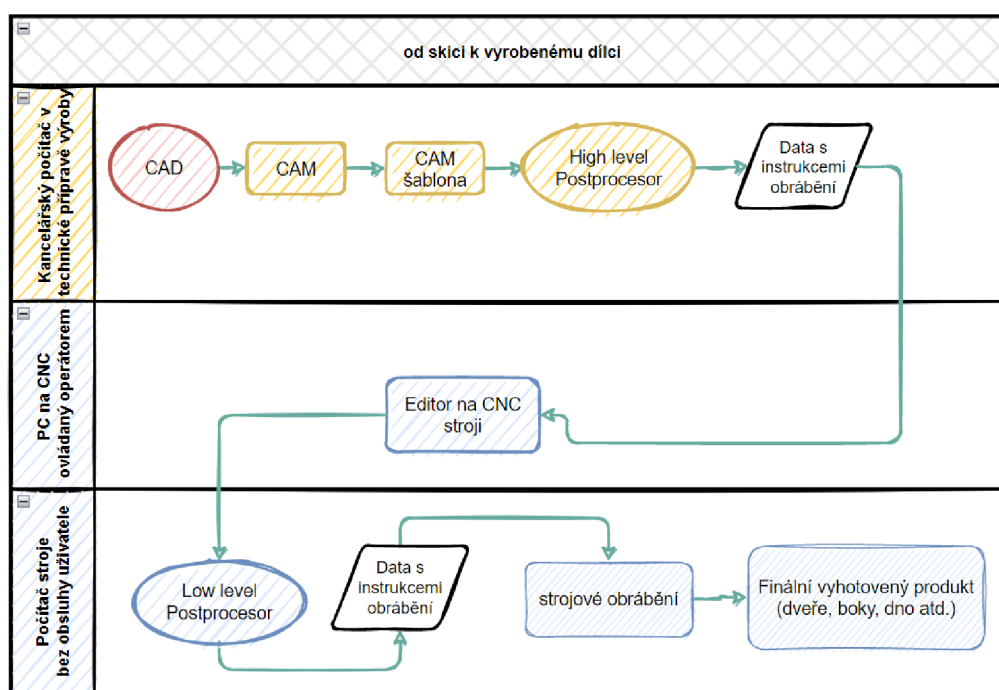 od skici k vyrobenému dílci
Kancelářský počítač v
technické přípravě výroby
CAD
CAM
CAM
šablona
High level
Postprocesor
Data s
instrukcemi
obrábění
PC na CNC
ovládaný operátorem
Editor na CNC
stroji
Počítač stroje
bez obsluhy uživatele
Low level
Postprocesor
Data s
instrukcemi
obrábění
strojové obrábění
Finální vyhotovený produkt
(dveře, boky, dno atd.)